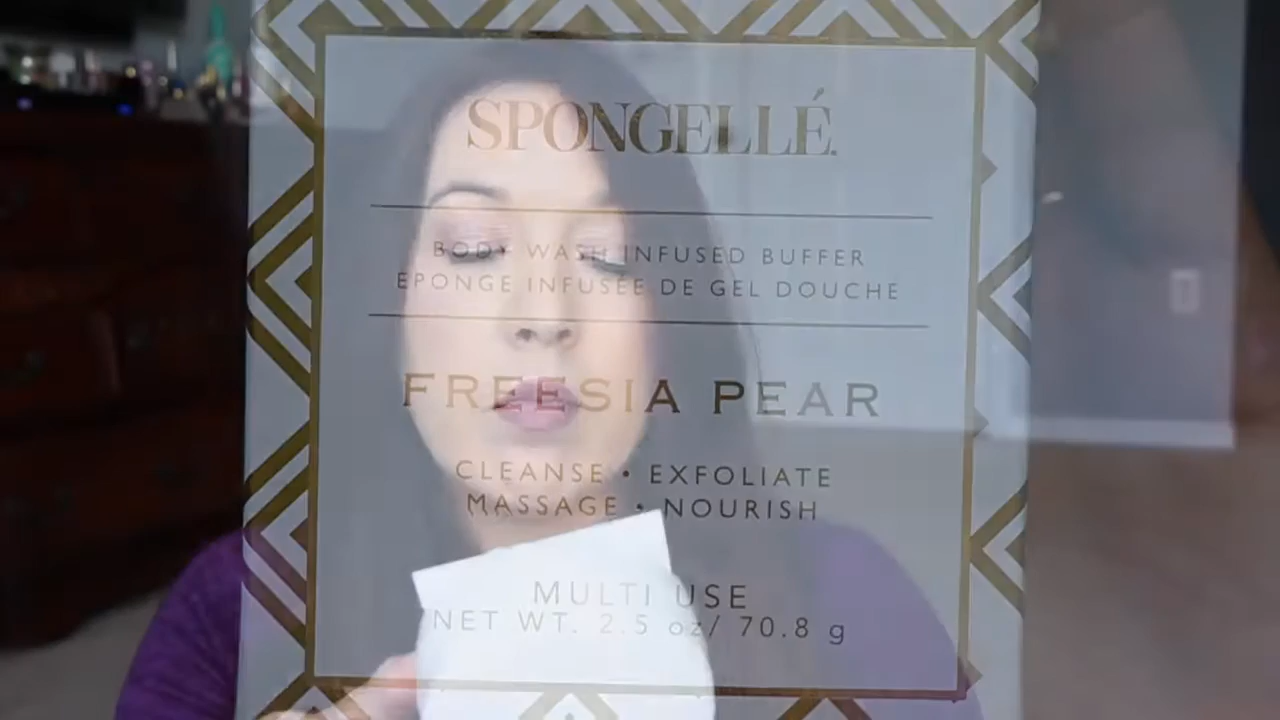 SPONGELLÉ.
BODY WASH INFUSED BUFFER
EPONGE INFUSÉE DE GEL DOUCHE
FREESIA PEAR
CLEANSE • EXFOLIATE
MASSAGE • NOURISH
MULTI USE
NET WT. 2.5 oz/ 70.8 g